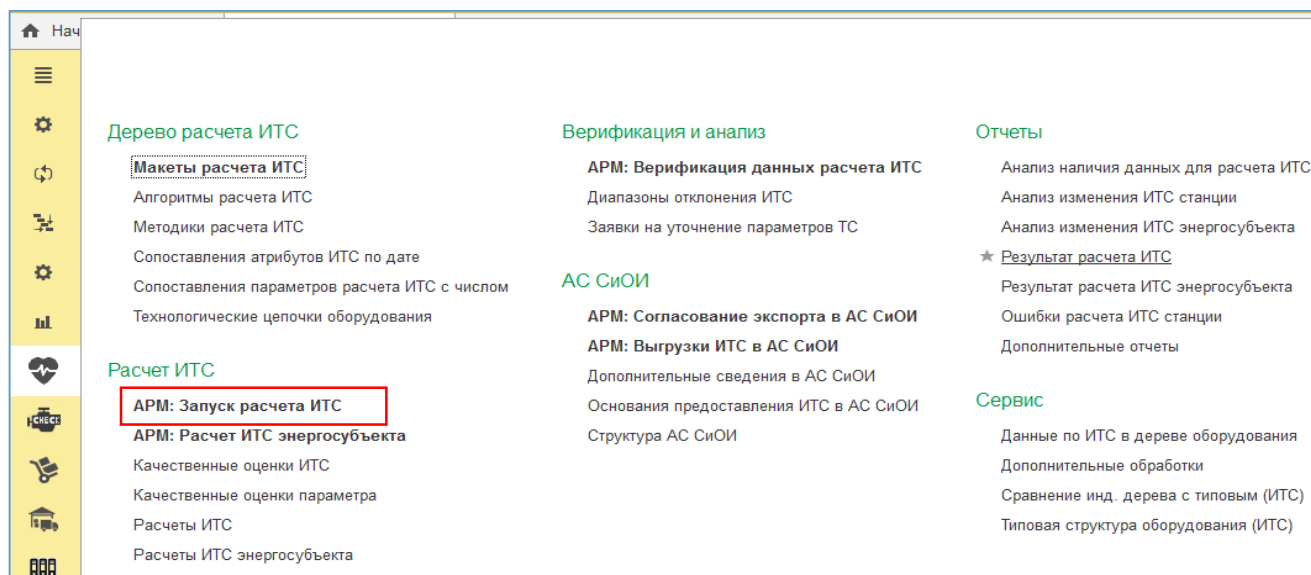 Нач
Дерево расчета ИТС
Макеты расчета ИТС
Алгоритмы расчета ИТС
Методики расчета ИТС
Сопоставления атрибутов ИТС по дате
Сопоставления параметров расчета ИТС с числом
Технологические цепочки оборудования
Расчет ИТС
АРМ: Запуск расчета ИТС
АРМ: Расчет ИТС энергосубъекта
Качественные оценки ИТС
Качественные оценки параметра
Расчеты ИТС
Расчеты ИТС энергосубъекта
Верификация и анализ
АРМ: Верификация данных расчета ИТС
Диапазоны отклонения ИТС
Заявки на уточнение параметров ТС
АС СиОИ
АРМ: Согласование экспорта в АС СиОИ
АРМ: Выгрузки ИТС в АС СиОИ
Дополнительные сведения в АС СиОИ
Основания предоставления ИТС в АС СиОИ
Структура АС СиОИ
Отчеты
Анализ наличия данных для расчета ИТС
Анализ изменения ИТС станции
Анализ изменения ИТС энергосубъекта
Результат расчета ИТС
Результат расчета ИТС энергосубъекта
Ошибки расчета ИТС станции
Дополнительные отчеты
Сервис
Данные по ИТС в дереве оборудования
Дополнительные обработки
Сравнение инд. дерева с типовым (ИТС)
Типовая структура оборудования (ИТС)
CHECK